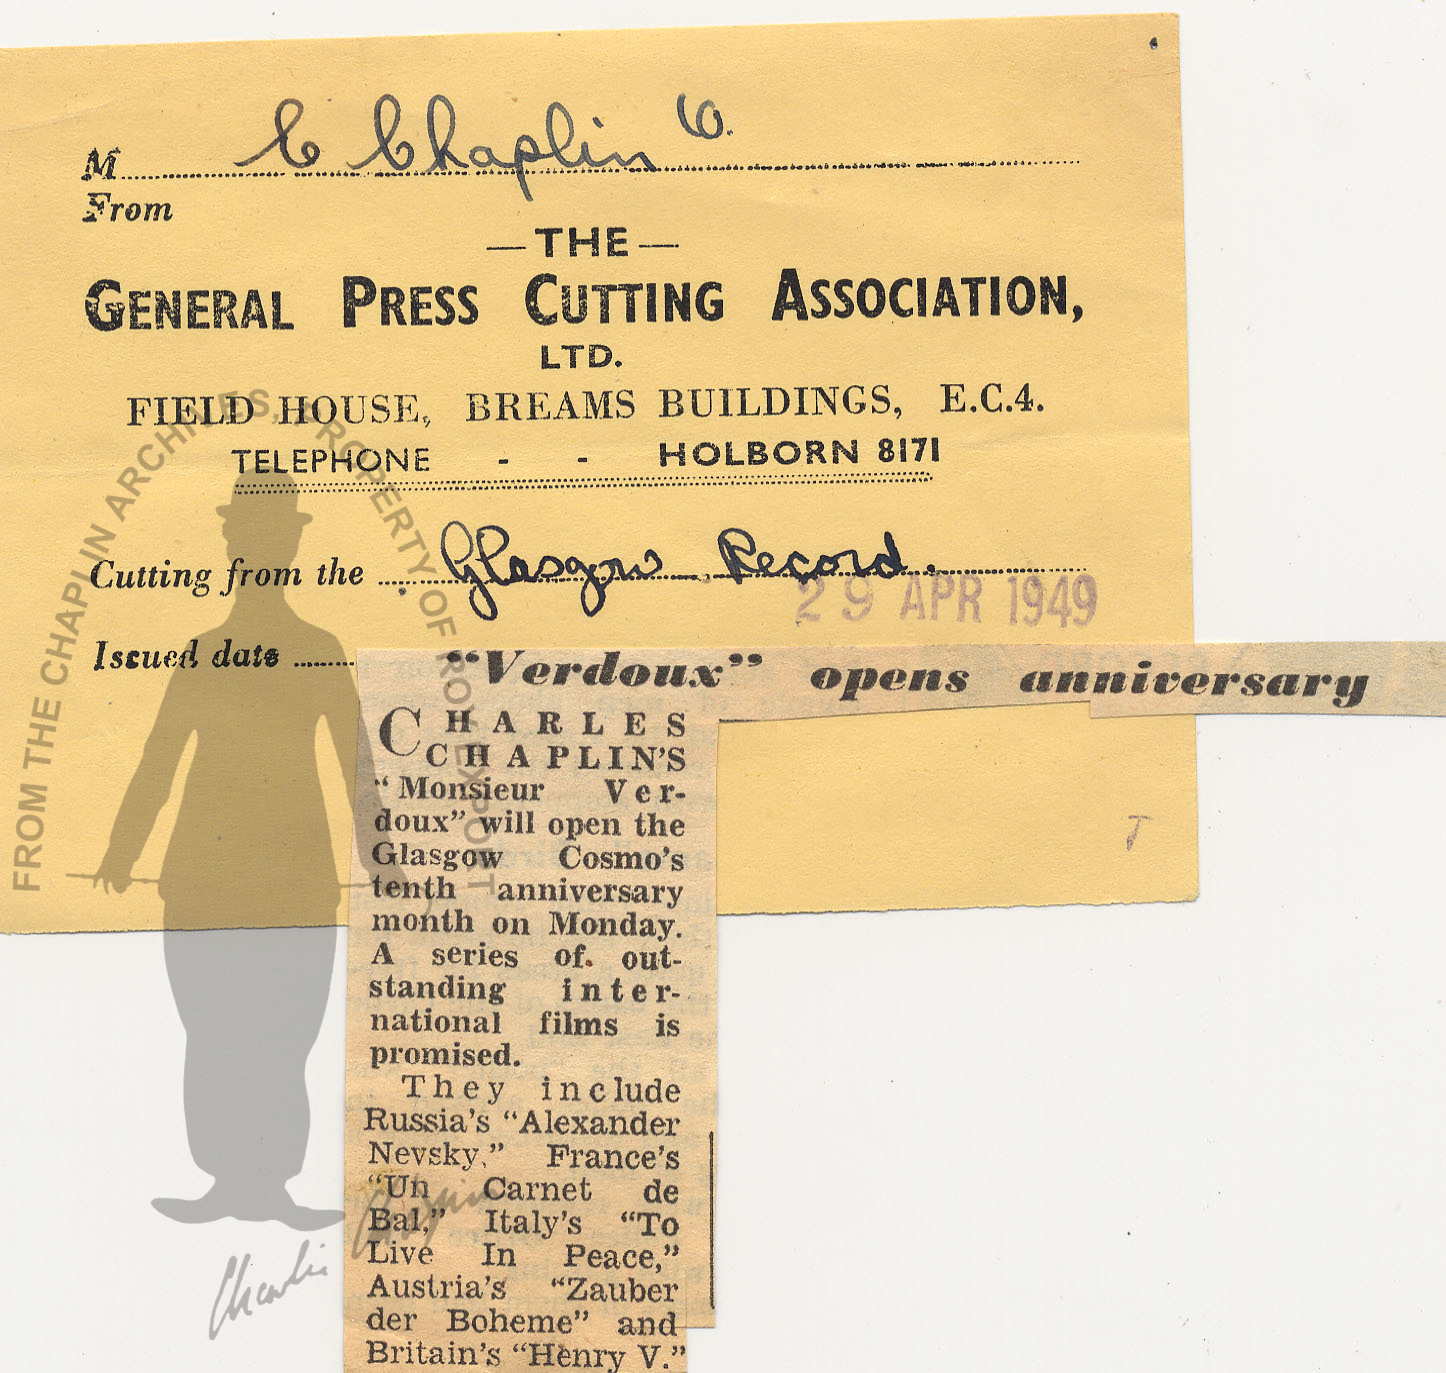 M C Chaplin Co.
From
— THE —
GENERAL PRESS CUTTING ASSOCIATION,
LTD.
FIELD HOUSE, BREAMS BUILDINGS, E.C.4.
TELEPHONE - - HOLBORN 8171
Cutting from the Glasgow Record.
29 APR 1949
Issued date
"Verdoux" opens anniversary
CHARLES
CHAPLIN'S
"Monsieur Ver-
doux" will open the
Glasgow Cosmo's
tenth anniversary
month on Monday.
A series of out-
standing inter-
national films is
promised.
They include
Russia's "Alexander
Nevsky," France's
"Un Carnet de
Bal," Italy's "To
Live In Peace,"
Austria's "Zauber
der Boheme" and
Britain's "Henry V."
T
FROM THE CHAPLIN ARCHIVES, PROPERTY OF ROY EXPORT
Charlie Chaplin